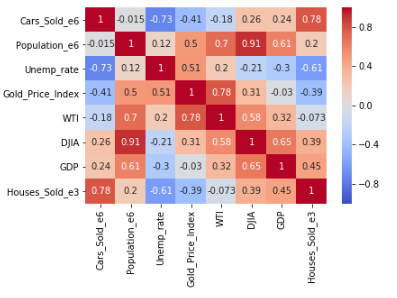 Cars_Sold_e6 1 -0.015 -0.73 -0.41 -0.18 0.26 0.24 0.78
Population_e6 -0.015 1 0.12 0.5 0.7 0.91 0.61 0.2
Unemp_rate -0.73 0.12 1 0.51 0.2 -0.21 -0.3 -0.61
Gold_Price_Index -0.41 0.5 0.51 1 0.78 0.31 -0.03 -0.39
WTI -0.18 0.7 0.2 0.78 1 0.58 0.32 -0.073
DJIA 0.26 0.91 -0.21 0.31 0.58 1 0.65 0.39
GDP 0.24 0.61 -0.3 -0.03 0.32 0.65 1 0.45
Houses_Sold_e3 0.78 0.2 -0.61 -0.39 -0.073 0.39 0.45 1
Cars_Sold_e6
Population_e6
Unemp_rate
Gold_Price_Index
WTI
DJIA
GDP
Houses_Sold_e3
0.8
0.4
0.0
-0.4
-0.8